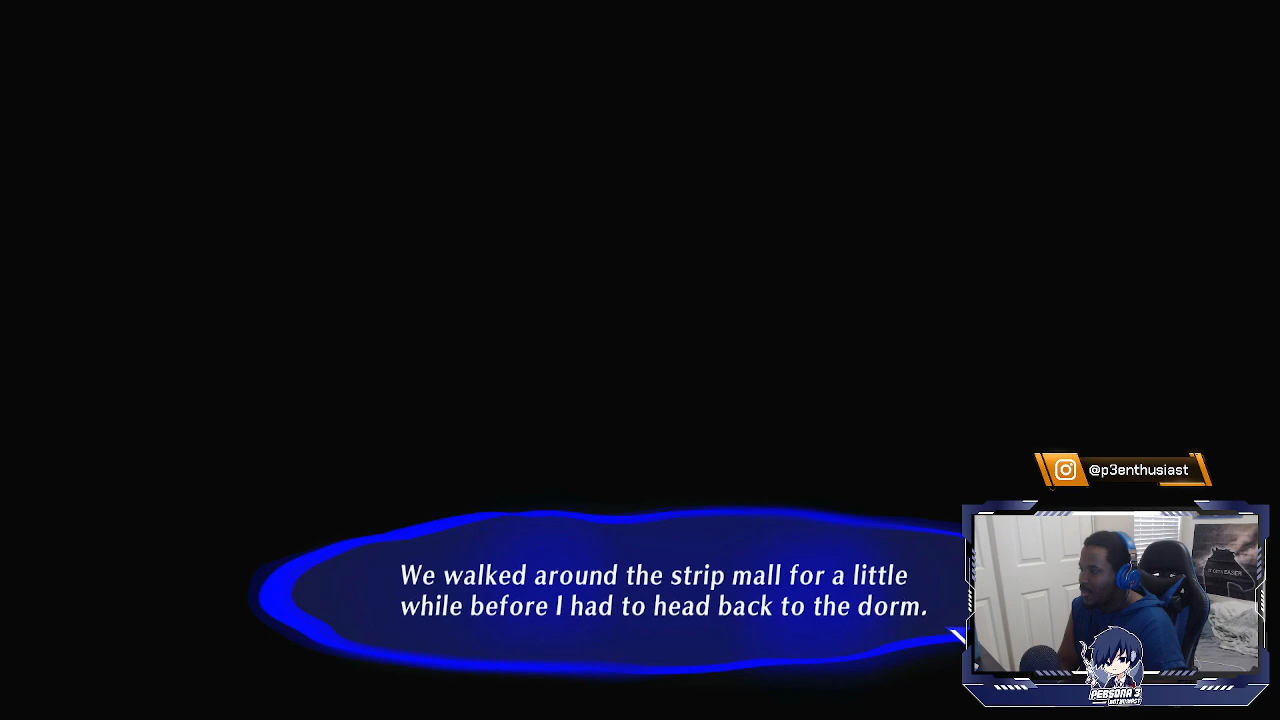 @p3enthusiast
We walked around the strip mall for a little
while before I had to head back to the dorm.
PERSONA 3
ENTHUSIAST